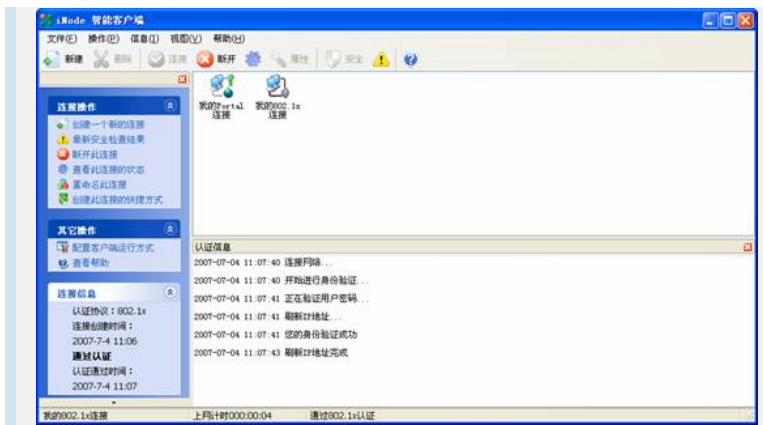 iNode 智能客户端
文件(F) 操作(P) 信息(I) 视图(V) 帮助(H)
新建 删除 连接 断开 属性 安全
连接操作
创建一个新的连接
最新安全检查结果
断开此连接
查看此连接的状态
重命名此连接
创建此连接的快捷方式
其它操作
配置客户端运行方式
查看帮助
连接信息
认证协议：802.1x
连接创建时间：
2007-7-4 11:06
通过认证
认证通过时间：
2007-7-4 11:07
我的Portal
连接
我的802.1x
连接
认证信息
2007-07-04 11:07:40 连接网络...
2007-07-04 11:07:40 开始进行身份验证...
2007-07-04 11:07:41 正在验证用户密码...
2007-07-04 11:07:41 刷新IP地址...
2007-07-04 11:07:41 您的身份验证成功
2007-07-04 11:07:43 刷新IP地址完成
我的802.1x连接 上网计时000:00:04 通过802.1x认证